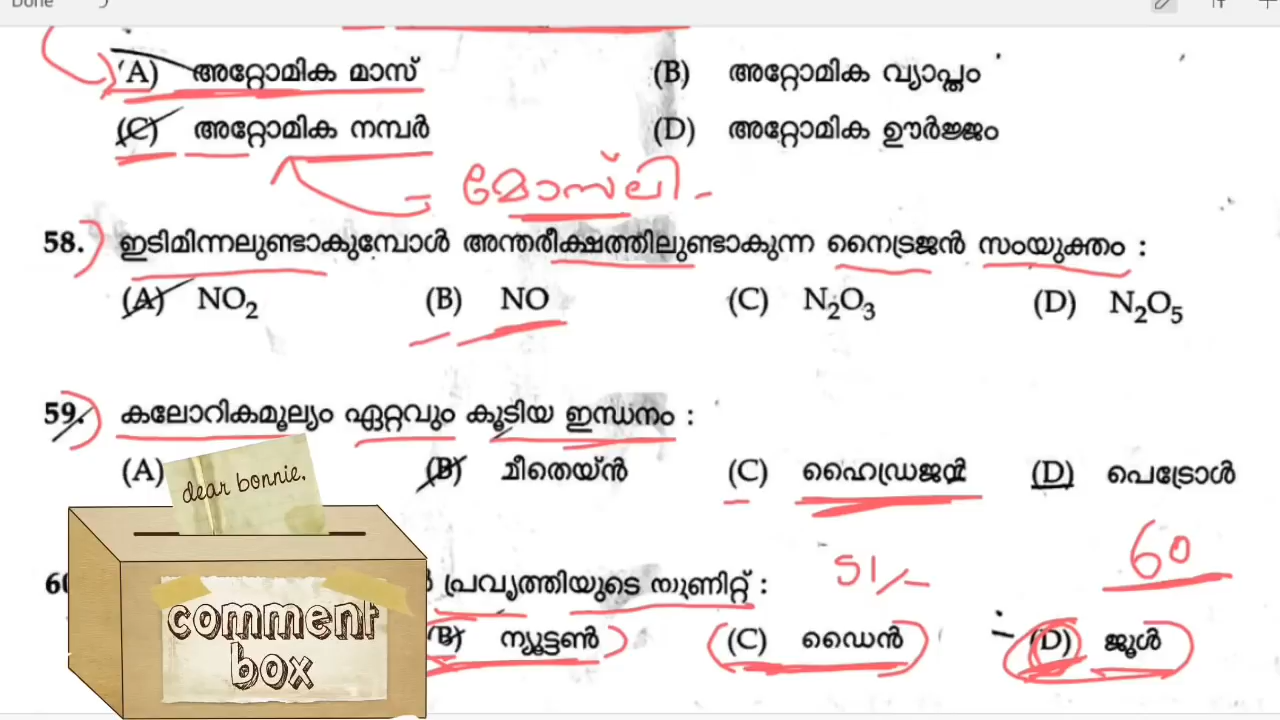 Done
(A) അറ്റോമിക മാസ് (B) അറ്റോമിക വ്യാപ്തം
(C) അറ്റോമിക നമ്പർ (D) അറ്റോമിക ഊർജ്ജം
= മോസ്‌ലി -
58. ഇടിമിന്നലുണ്ടാകുമ്പോൾ അന്തരീക്ഷത്തിലുണ്ടാകുന്ന നൈട്രജൻ സംയുക്തം :
(A) NO₂ (B) NO (C) N₂O₃ (D) N₂O₅
59. കലോറികമൂല്യം ഏറ്റവും കൂടിയ ഇന്ധനം :
(A) (B) മീതെയ്ൻ (C) ഹൈഡ്രജൻ (D) പെട്രോൾ
dear bonnie,
60
പ്രവൃത്തിയുടെ യൂണിറ്റ് :
(B) ന്യൂട്ടൺ (C) ഡൈൻ (D) ജൂൾ
comment
box